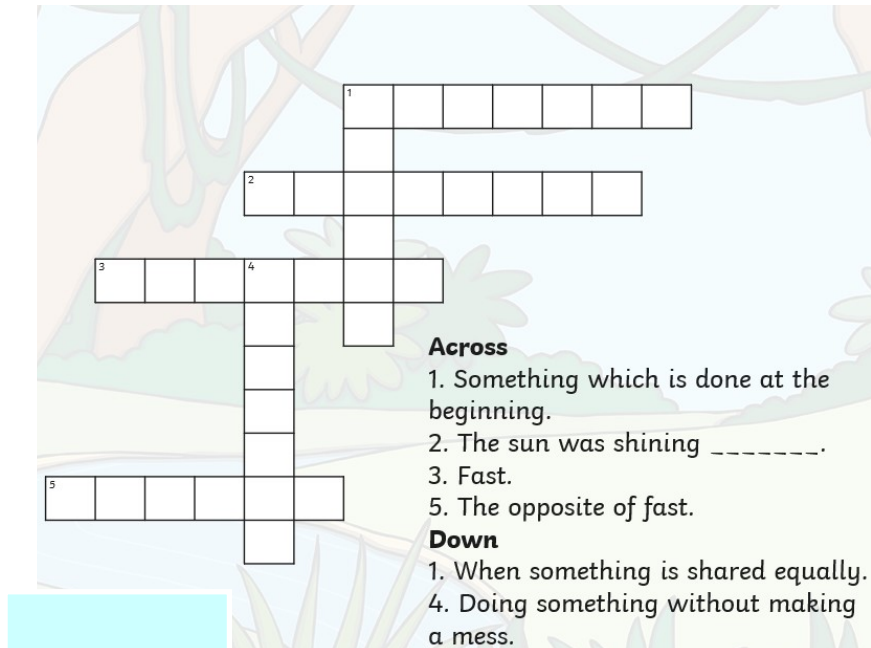 1
2
3
4
5
Across
1. Something which is done at the
beginning.
2. The sun was shining _______.
3. Fast.
5. The opposite of fast.
Down
1. When something is shared equally.
4. Doing something without making
a mess.